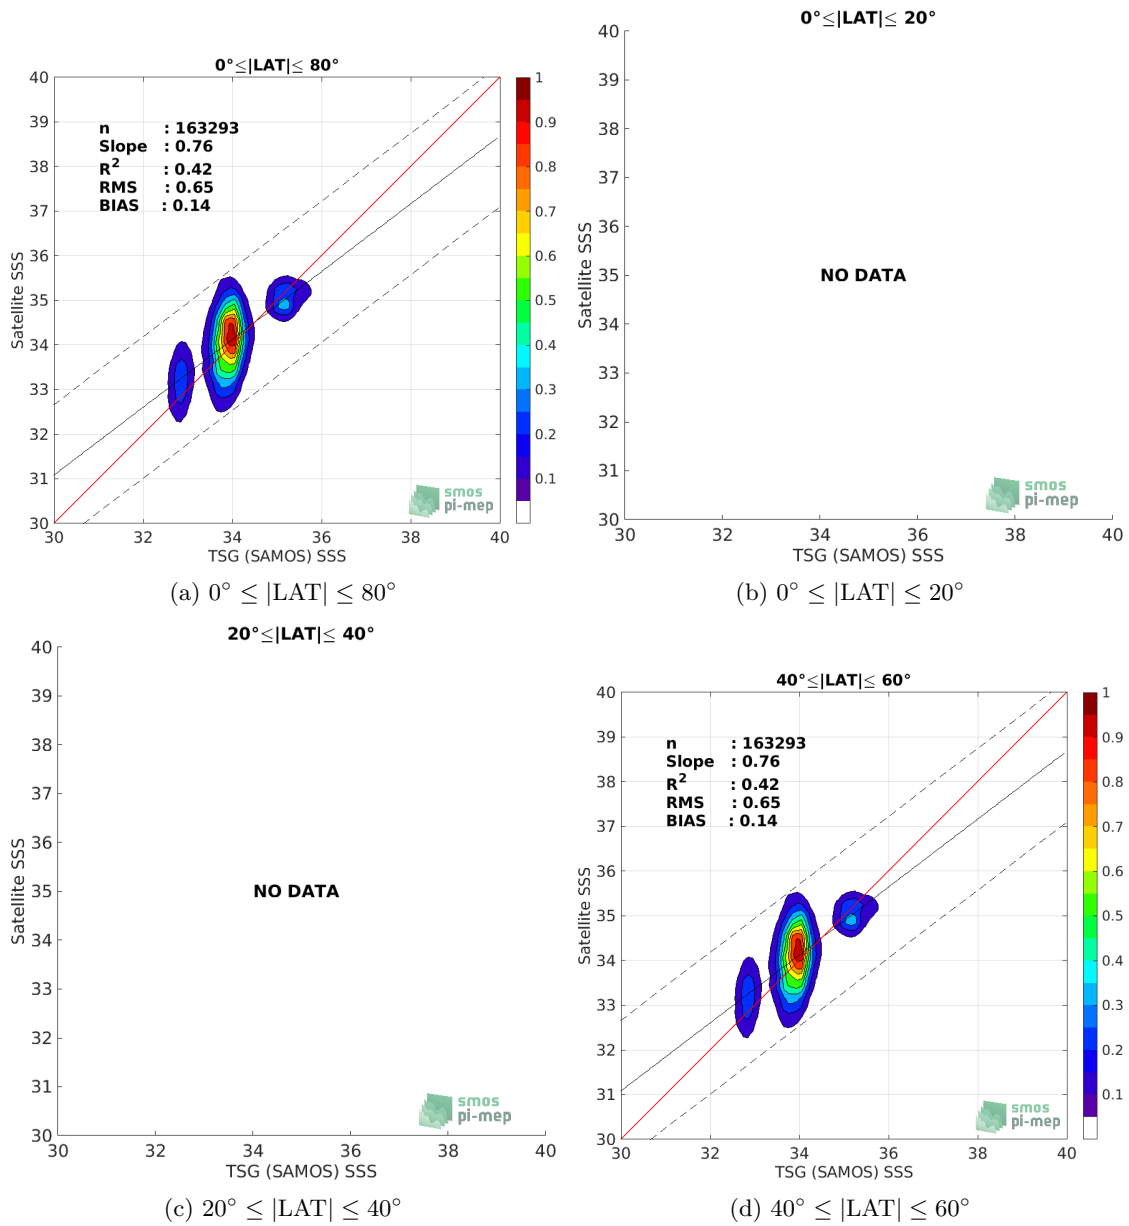 0°≤|LAT|≤ 80°
40
39
38
37
36
35
34
33
32
31
30
Satellite SSS
n : 163293
Slope : 0.76
R2 : 0.42
RMS : 0.65
BIAS : 0.14
smos
pi-mep
30 32 34 36 38 40
TSG (SAMOS) SSS
1
0.9
0.8
0.7
0.6
0.5
0.4
0.3
0.2
0.1
(a) 0° ≤ |LAT| ≤ 80°
0°≤|LAT|≤ 20°
40
39
38
37
36
35
34
33
32
31
30
Satellite SSS
NO DATA
smos
pi-mep
30 32 34 36 38 40
TSG (SAMOS) SSS
(b) 0° ≤ |LAT| ≤ 20°
20°≤|LAT|≤ 40°
40
39
38
37
36
35
34
33
32
31
30
Satellite SSS
NO DATA
smos
pi-mep
30 32 34 36 38 40
TSG (SAMOS) SSS
(c) 20° ≤ |LAT| ≤ 40°
40°≤|LAT|≤ 60°
40
39
38
37
36
35
34
33
32
31
30
Satellite SSS
n : 163293
Slope : 0.76
R2 : 0.42
RMS : 0.65
BIAS : 0.14
smos
pi-mep
30 32 34 36 38 40
TSG (SAMOS) SSS
1
0.9
0.8
0.7
0.6
0.5
0.4
0.3
0.2
0.1
(d) 40° ≤ |LAT| ≤ 60°